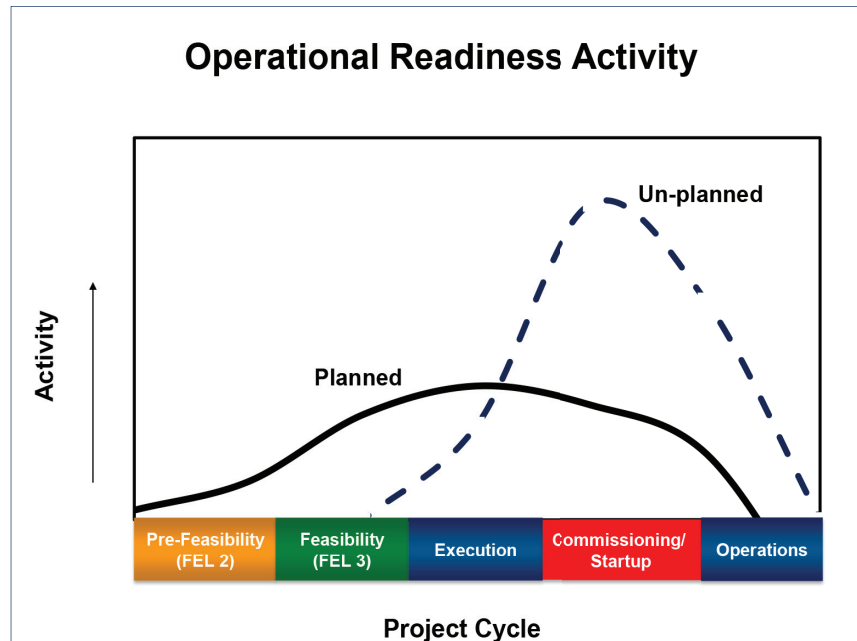 Operational Readiness Activity
Un-planned
Planned
Activity
Pre-Feasibility
(FEL 2)
Feasibility
(FEL 3)
Execution
Commissioning/
Startup
Operations
Project Cycle